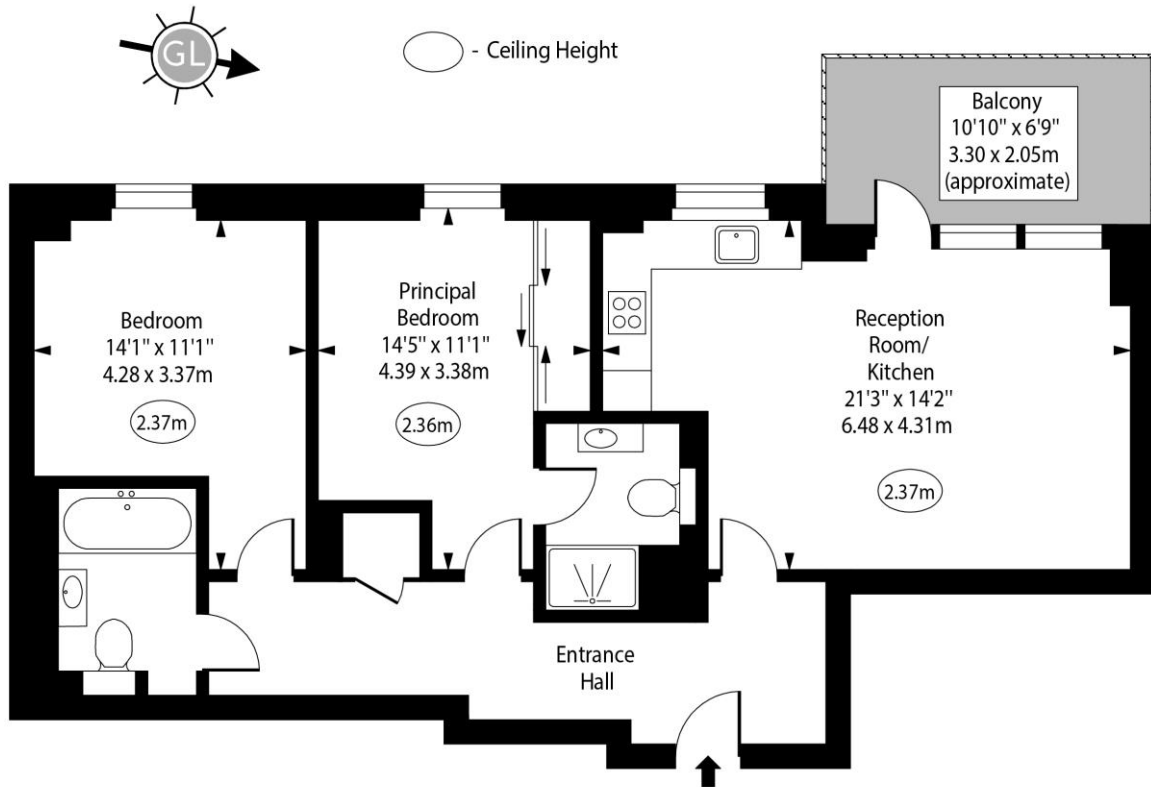 GL
- Ceiling Height
Balcony
10'10" x 6'9"
3.30 x 2.05m
(approximate)
Bedroom
14'1" x 11'1"
4.28 x 3.37m
2.37m
Principal
Bedroom
14'5" x 11'1"
4.39 x 3.38m
2.36m
Reception
Room/
Kitchen
21'3" x 14'2"
6.48 x 4.31m
2.37m
Entrance
Hall